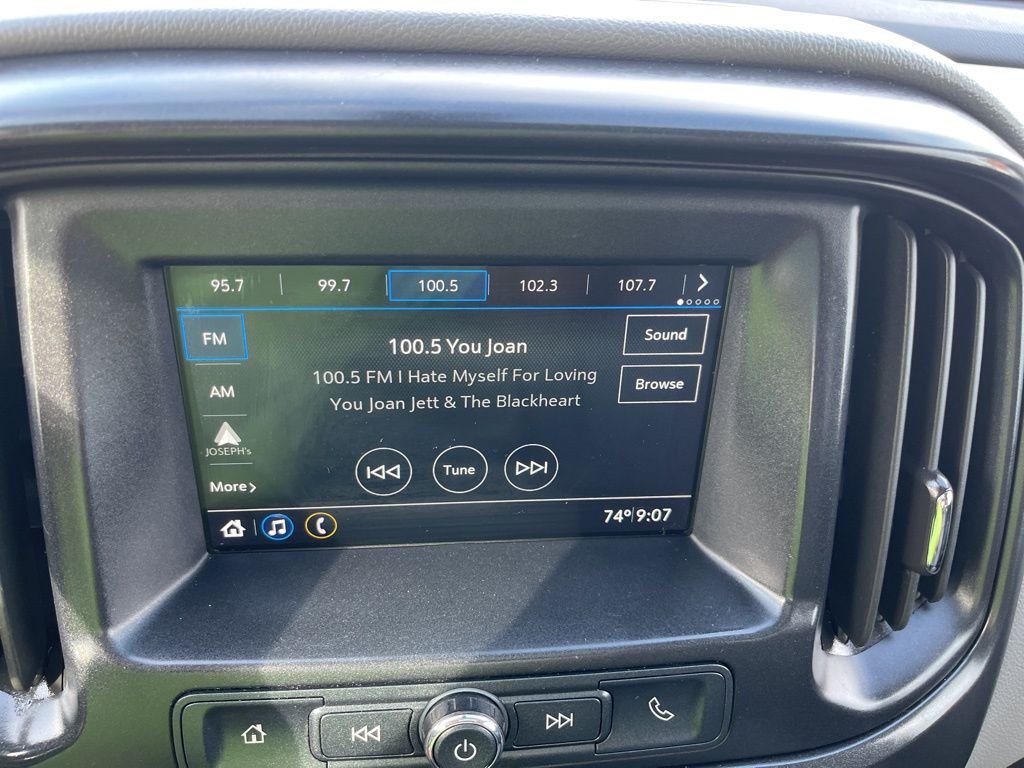 95.7 99.7 100.5 102.3 107.7
FM
Sound
100.5 You Joan
100.5 FM I Hate Myself For Loving
You Joan Jett & The Blackheart
Browse
AM
JOSEPH's
Tune
More
74° 9:07